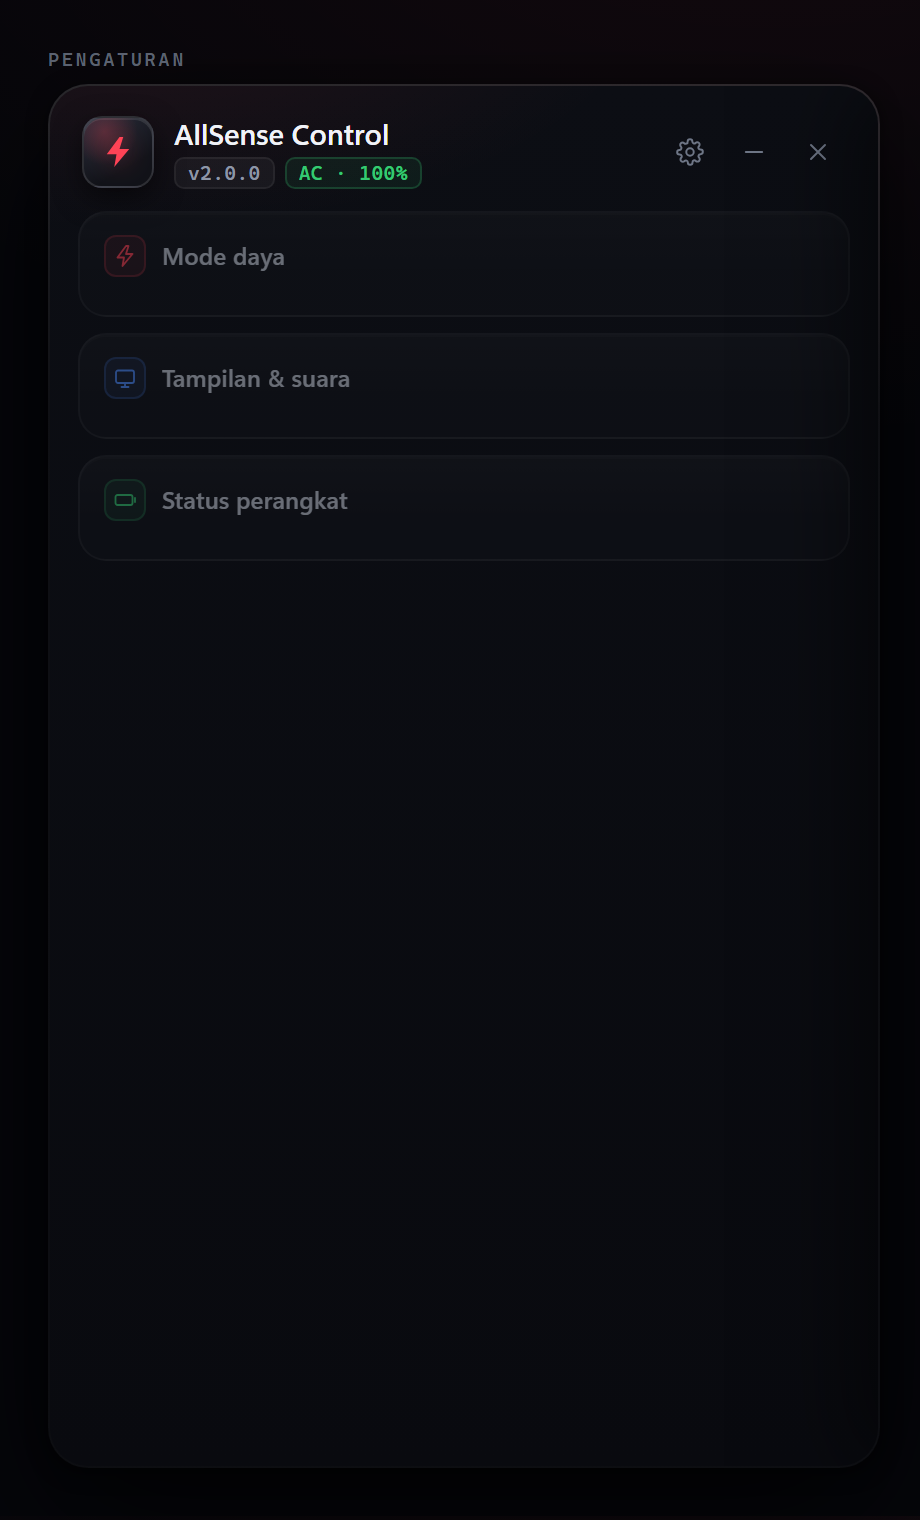 PENGATURAN
AllSense Control
v2.0.0 AC · 100%
Mode daya
Tampilan & suara
Status perangkat